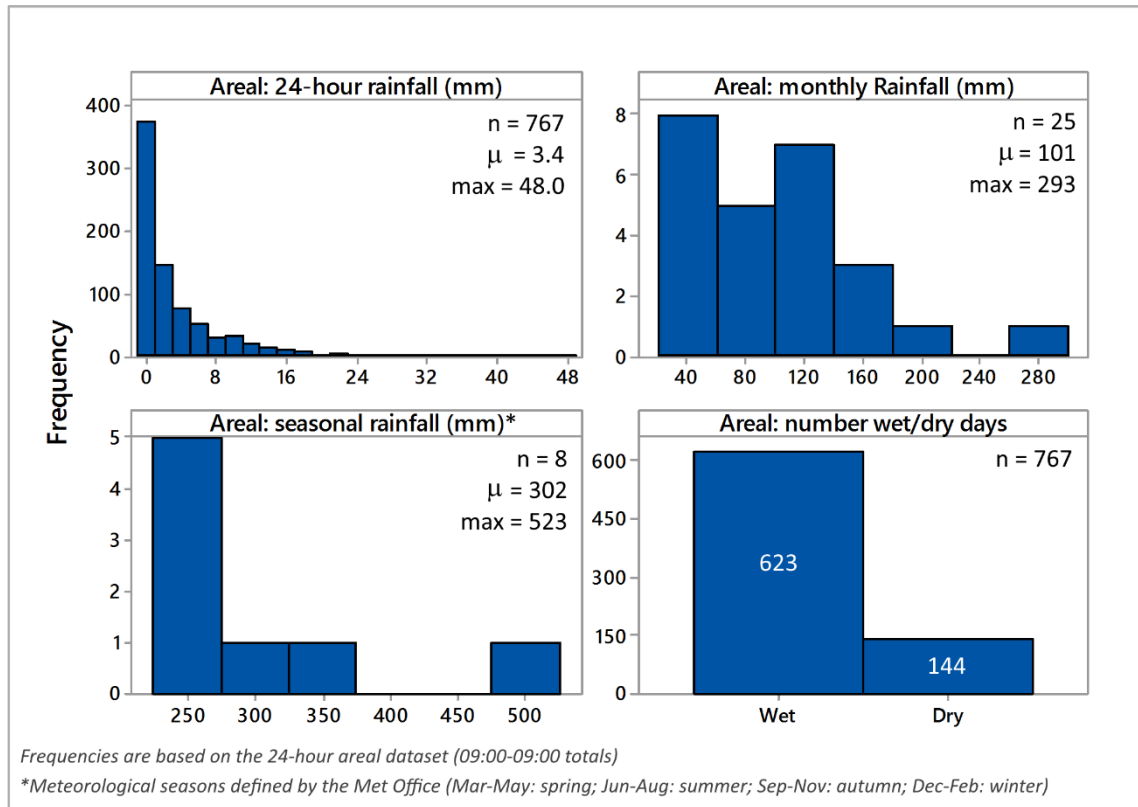 Areal: 24-hour rainfall (mm)
400
300
200
100
0
n = 767
μ = 3.4
max = 48.0
0 8 16 24 32 40 48
Areal: monthly Rainfall (mm)
8
6
4
2
0
n = 25
μ = 101
max = 293
40 80 120 160 200 240 280
Frequency
Areal: seasonal rainfall (mm)*
5
4
3
2
1
0
n = 8
μ = 302
max = 523
250 300 350 400 450 500
Areal: number wet/dry days
600
450
300
150
0
n = 767
623
144
Wet Dry
Frequencies are based on the 24-hour areal dataset (09:00-09:00 totals)
*Meteorological seasons defined by the Met Office (Mar-May: spring; Jun-Aug: summer; Sep-Nov: autumn; Dec-Feb: winter)